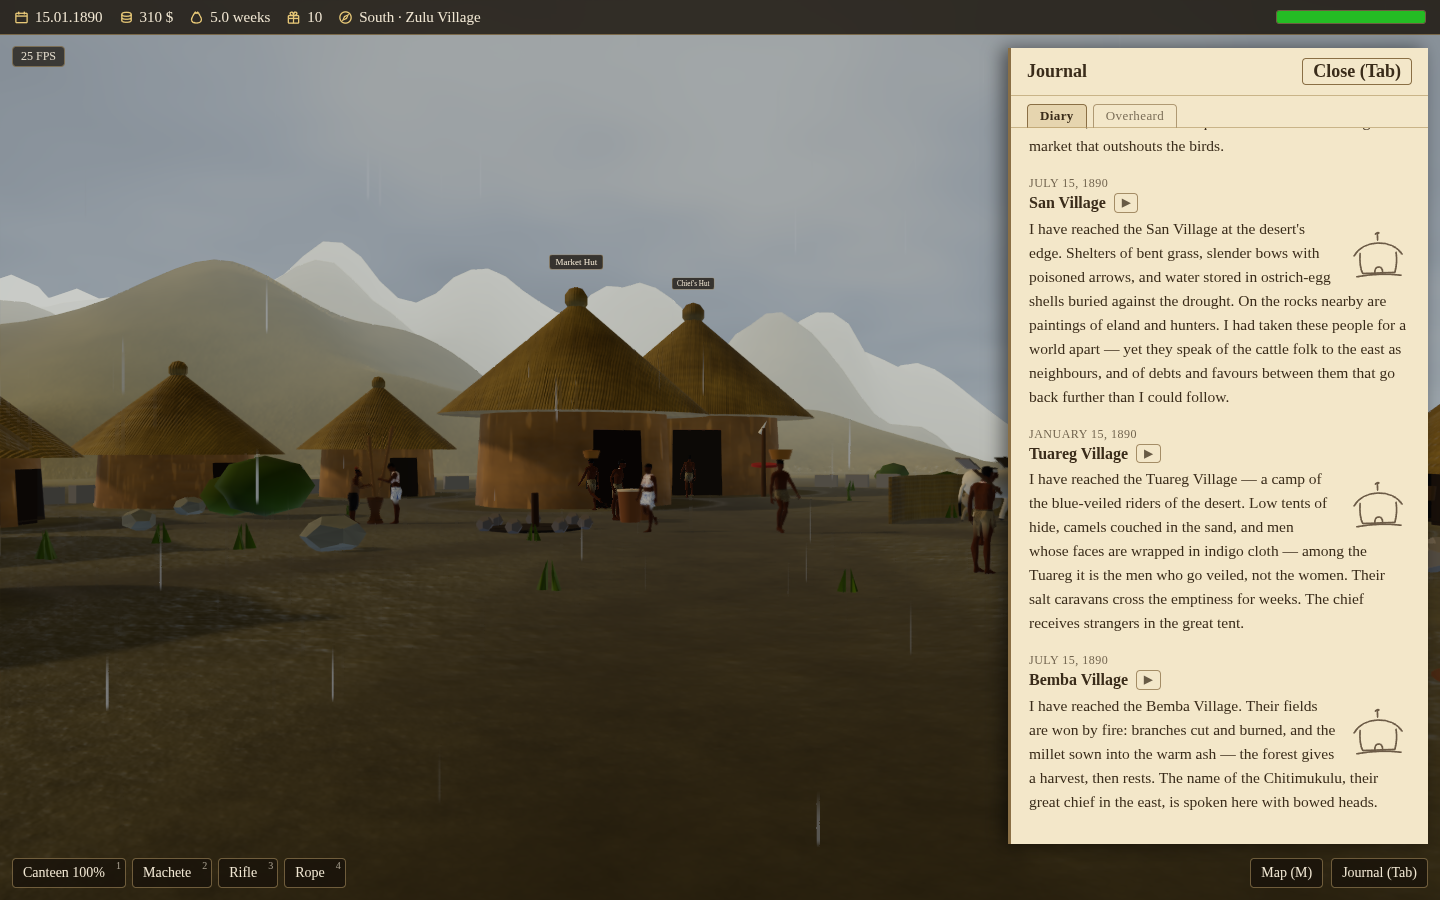 15.01.1890 310 $ 5.0 weeks 10 South · Zulu Village
25 FPS
Market Hut
Chief's Hut
Journal Close (Tab)
Diary Overheard
market that outshouts the birds.
JULY 15, 1890
San Village
I have reached the San Village at the desert's
edge. Shelters of bent grass, slender bows with
poisoned arrows, and water stored in ostrich-egg
shells buried against the drought. On the rocks nearby are
paintings of eland and hunters. I had taken these people for a
world apart — yet they speak of the cattle folk to the east as
neighbours, and of debts and favours between them that go
back further than I could follow.
JANUARY 15, 1890
Tuareg Village
I have reached the Tuareg Village — a camp of
the blue-veiled riders of the desert. Low tents of
hide, camels couched in the sand, and men
whose faces are wrapped in indigo cloth — among the
Tuareg it is the men who go veiled, not the women. Their
salt caravans cross the emptiness for weeks. The chief
receives strangers in the great tent.
JULY 15, 1890
Bemba Village
I have reached the Bemba Village. Their fields
are won by fire: branches cut and burned, and the
millet sown into the warm ash — the forest gives
a harvest, then rests. The name of the Chitimukulu, their
great chief in the east, is spoken here with bowed heads.
Canteen 100% 1 Machete 2 Rifle 3 Rope 4
Map (M) Journal (Tab)